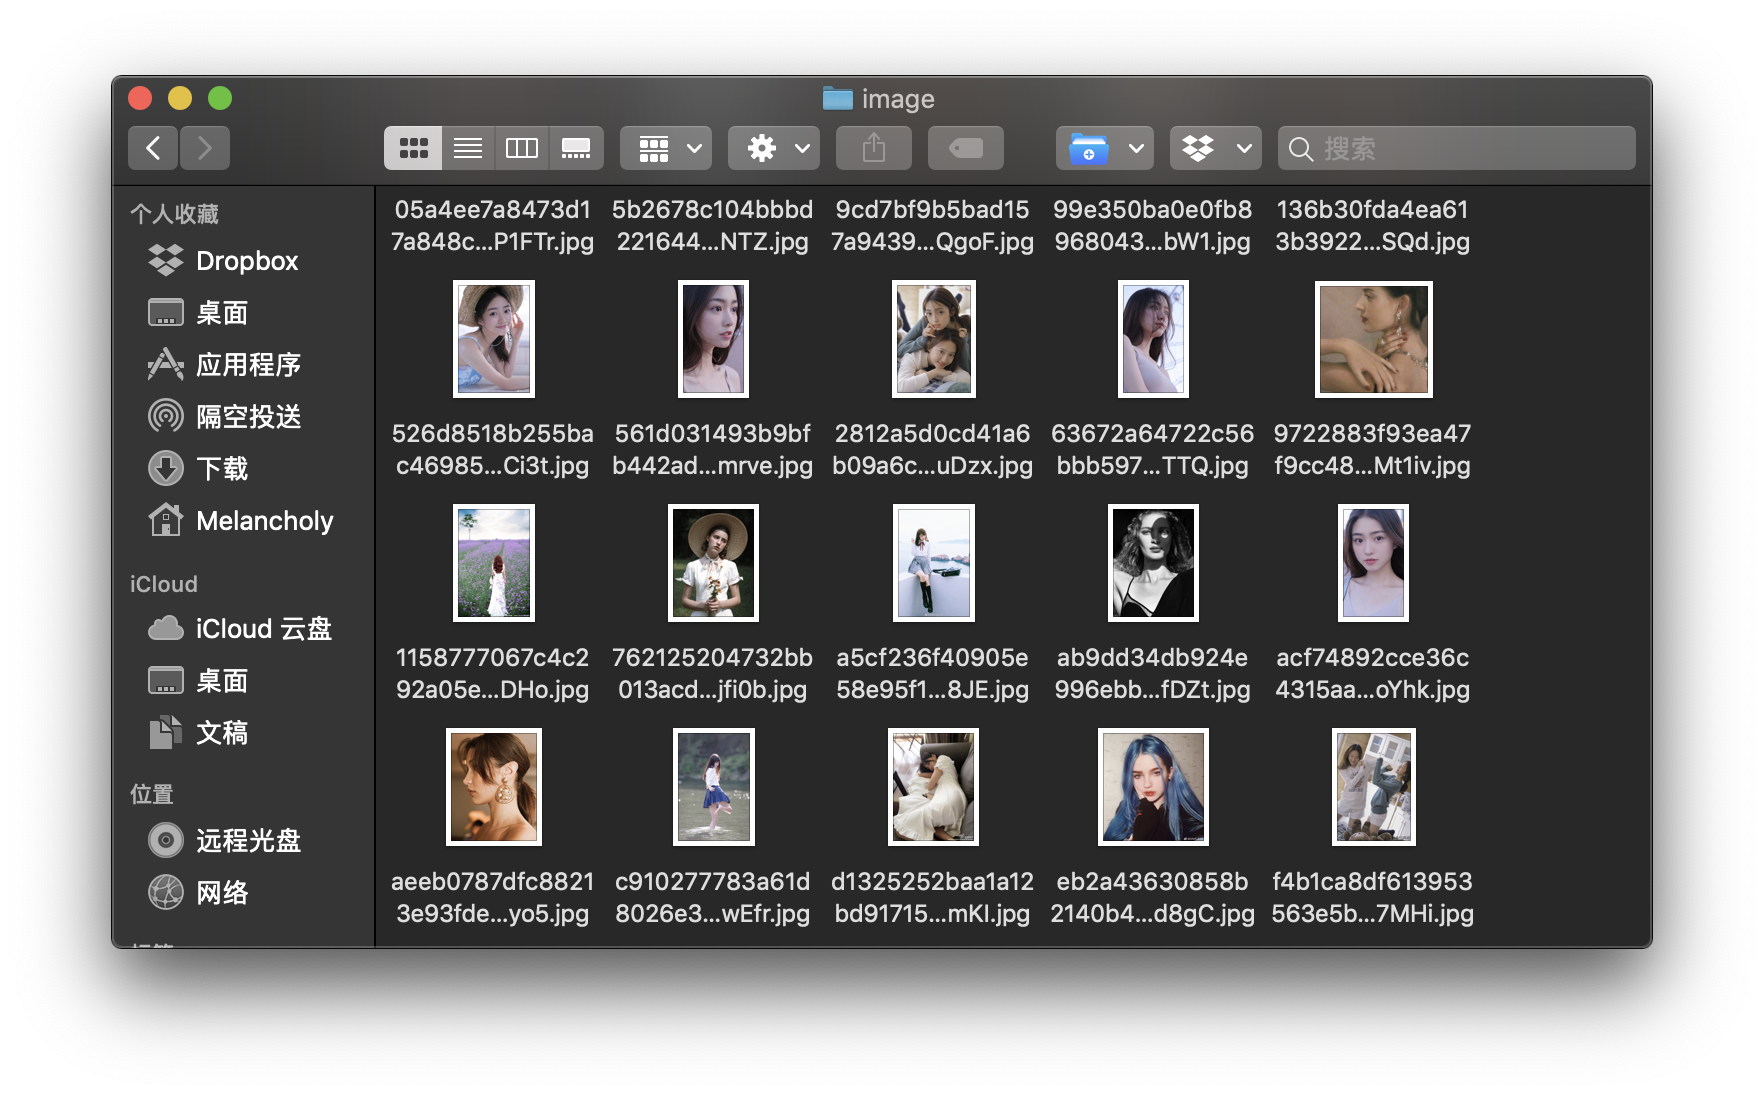 image
搜索
个人收藏
Dropbox
桌面
应用程序
隔空投送
下载
Melancholy
iCloud
iCloud 云盘
桌面
文稿
位置
远程光盘
网络
05a4ee7a8473d1 5b2678c104bbbd 9cd7bf9b5bad15 99e350ba0e0fb8 136b30fda4ea61
7a848c...P1FTr.jpg 221644...NTZ.jpg 7a9439...QgoF.jpg 968043...bW1.jpg 3b3922...SQd.jpg
526d8518b255ba 561d031493b9bf 2812a5d0cd41a6 63672a64722c56 9722883f93ea47
c46985...Ci3t.jpg b442ad...mrve.jpg b09a6c...uDzx.jpg bbb597...TTQ.jpg f9cc48...Mt1iv.jpg
1158777067c4c2 762125204732bb a5cf236f40905e ab9dd34db924e acf74892cce36c
92a05e...DHo.jpg 013acd...jfi0b.jpg 58e95f1...8JE.jpg 996ebb...fDZt.jpg 4315aa...oYhk.jpg
aeeb0787dfc8821 c910277783a61d d1325252baa1a12 eb2a43630858b f4b1ca8df613953
3e93fde...yo5.jpg 8026e3...wEfr.jpg bd91715...mKl.jpg 2140b4...d8gC.jpg 563e5b...7MHi.jpg